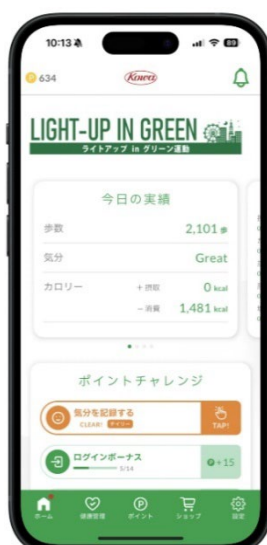 10:13
89
P 634
Kowa
LIGHT-UP IN GREEN
ライトアップ in グリーン運動
今日の実績
歩数 2,101 歩
気分 Great
カロリー + 摂取 0 kcal
− 消費 1,481 kcal
ポイントチャレンジ
気分を記録する
CLEAR! デイリー
TAP!
ログインボーナス
5/14
P +15
ホーム 健康管理 ポイント ショップ 設定